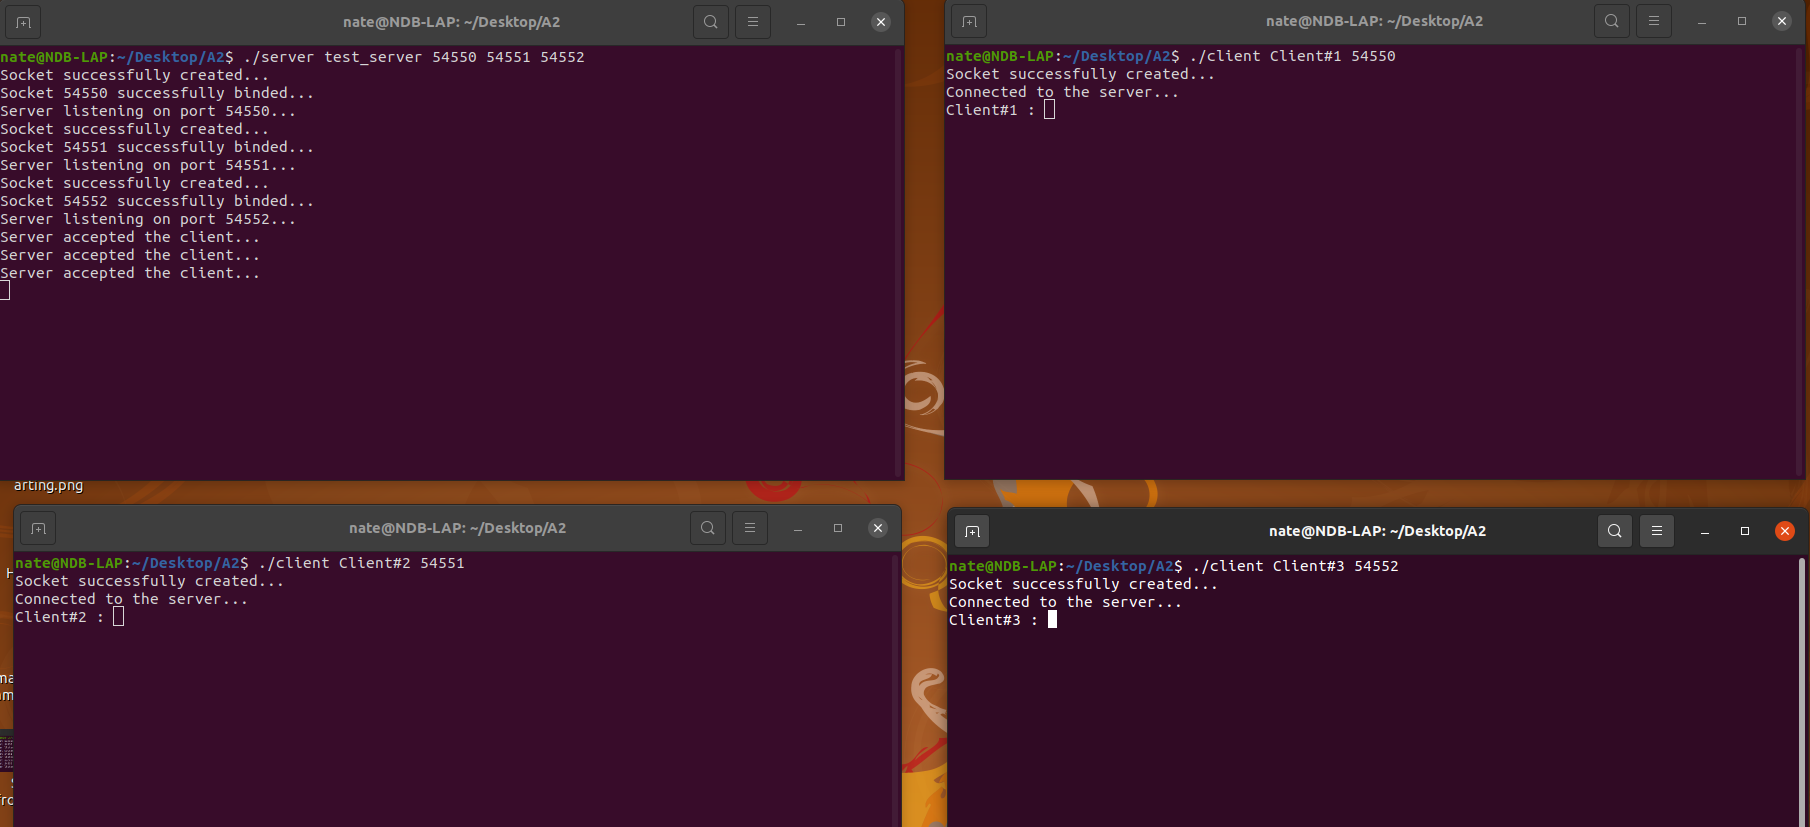 nate@NDB-LAP: ~/Desktop/A2
nate@NDB-LAP:~/Desktop/A2$ ./server test_server 54550 54551 54552
Socket successfully created...
Socket 54550 successfully binded...
Server listening on port 54550...
Socket successfully created...
Socket 54551 successfully binded...
Server listening on port 54551...
Socket successfully created...
Socket 54552 successfully binded...
Server listening on port 54552...
Server accepted the client...
Server accepted the client...
Server accepted the client...
nate@NDB-LAP: ~/Desktop/A2
nate@NDB-LAP:~/Desktop/A2$ ./client Client#1 54550
Socket successfully created...
Connected to the server...
Client#1 :
arting.png
nate@NDB-LAP: ~/Desktop/A2
nate@NDB-LAP:~/Desktop/A2$ ./client Client#2 54551
Socket successfully created...
Connected to the server...
Client#2 :
nate@NDB-LAP: ~/Desktop/A2
nate@NDB-LAP:~/Desktop/A2$ ./client Client#3 54552
Socket successfully created...
Connected to the server...
Client#3 :